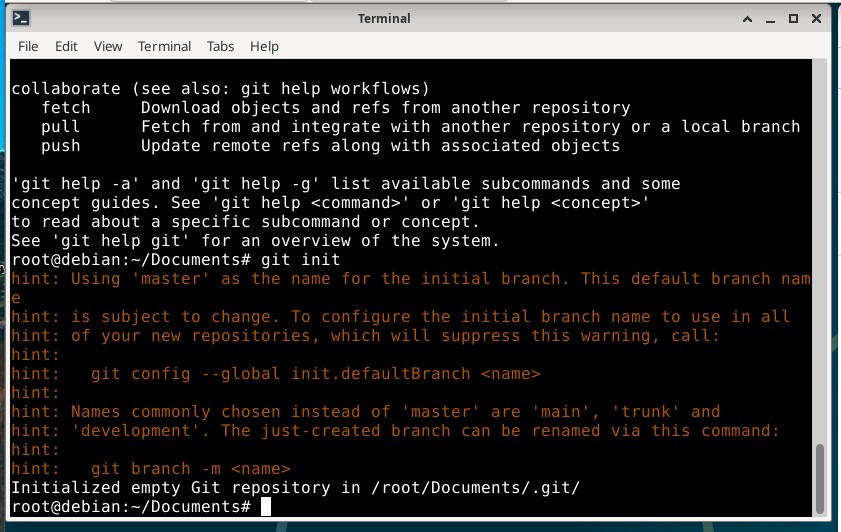 Terminal
File Edit View Terminal Tabs Help
collaborate (see also: git help workflows)
   fetch     Download objects and refs from another repository
   pull      Fetch from and integrate with another repository or a local branch
   push      Update remote refs along with associated objects
'git help -a' and 'git help -g' list available subcommands and some
concept guides. See 'git help <command>' or 'git help <concept>'
to read about a specific subcommand or concept.
See 'git help git' for an overview of the system.
root@debian:~/Documents# git init
hint: Using 'master' as the name for the initial branch. This default branch nam
e
hint: is subject to change. To configure the initial branch name to use in all
hint: of your new repositories, which will suppress this warning, call:
hint:
hint:   git config --global init.defaultBranch <name>
hint:
hint: Names commonly chosen instead of 'master' are 'main', 'trunk' and
hint: 'development'. The just-created branch can be renamed via this command:
hint:
hint:   git branch -m <name>
Initialized empty Git repository in /root/Documents/.git/
root@debian:~/Documents#